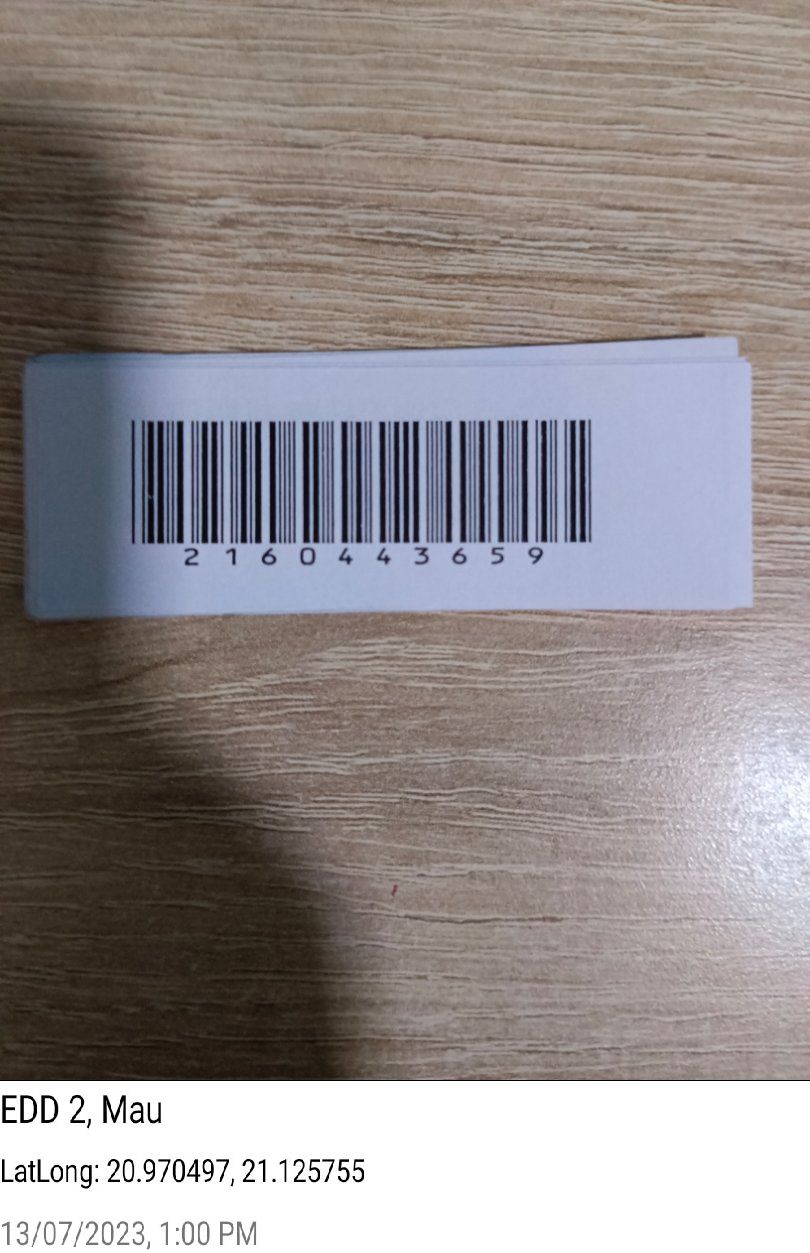 2160443659
EDD 2, Mau
LatLong: 20.970497, 21.125755
13/07/2023, 1:00 PM